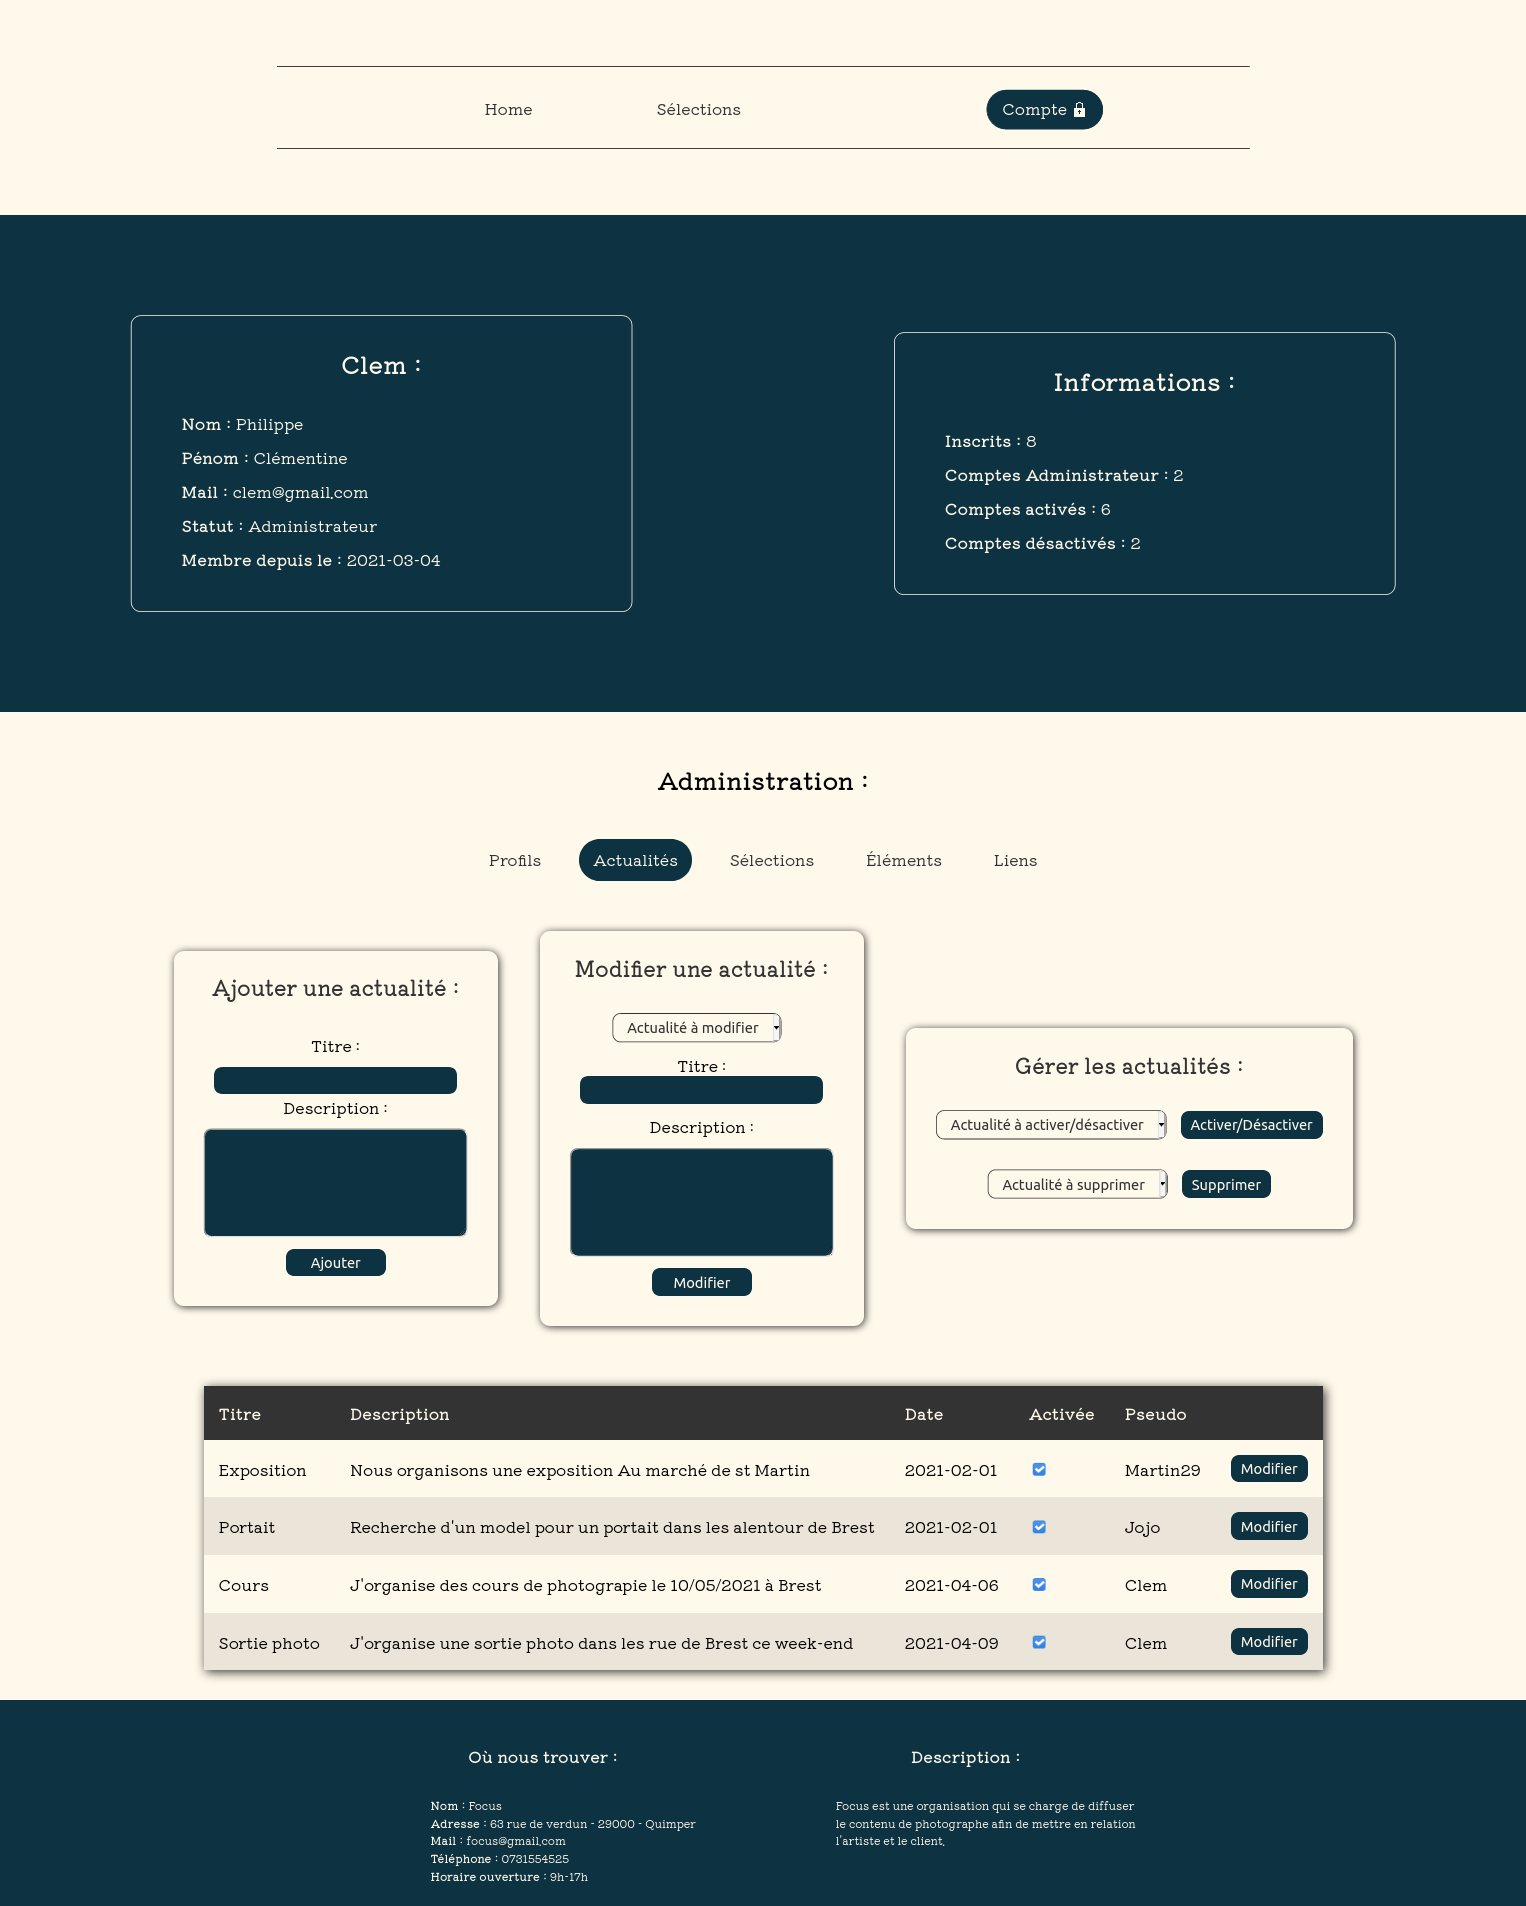 Home Sélections Compte
Clem :
Nom : Philippe
Pénom : Clémentine
Mail : clem@gmail.com
Statut : Administrateur
Membre depuis le : 2021-03-04
Informations :
Inscrits : 8
Comptes Administrateur : 2
Comptes activés : 6
Comptes désactivés : 2
Administration :
Profils Actualités Sélections Éléments Liens
Ajouter une actualité :
Titre :
Description :
Ajouter
Modifier une actualité :
Actualité à modifier
Titre :
Description :
Modifier
Gérer les actualités :
Actualité à activer/désactiver Activer/Désactiver
Actualité à supprimer Supprimer
Titre Description Date Activée Pseudo
Exposition Nous organisons une exposition Au marché de st Martin 2021-02-01 Martin29 Modifier
Portait Recherche d'un model pour un portait dans les alentour de Brest 2021-02-01 Jojo Modifier
Cours J'organise des cours de photograpie le 10/05/2021 à Brest 2021-04-06 Clem Modifier
Sortie photo J'organise une sortie photo dans les rue de Brest ce week-end 2021-04-09 Clem Modifier
Où nous trouver :
Nom : Focus
Adresse : 63 rue de verdun - 29000 - Quimper
Mail : focus@gmail.com
Téléphone : 0731554525
Horaire ouverture : 9h-17h
Description :
Focus est une organisation qui se charge de diffuser
le contenu de photographe afin de mettre en relation
l'artiste et le client.